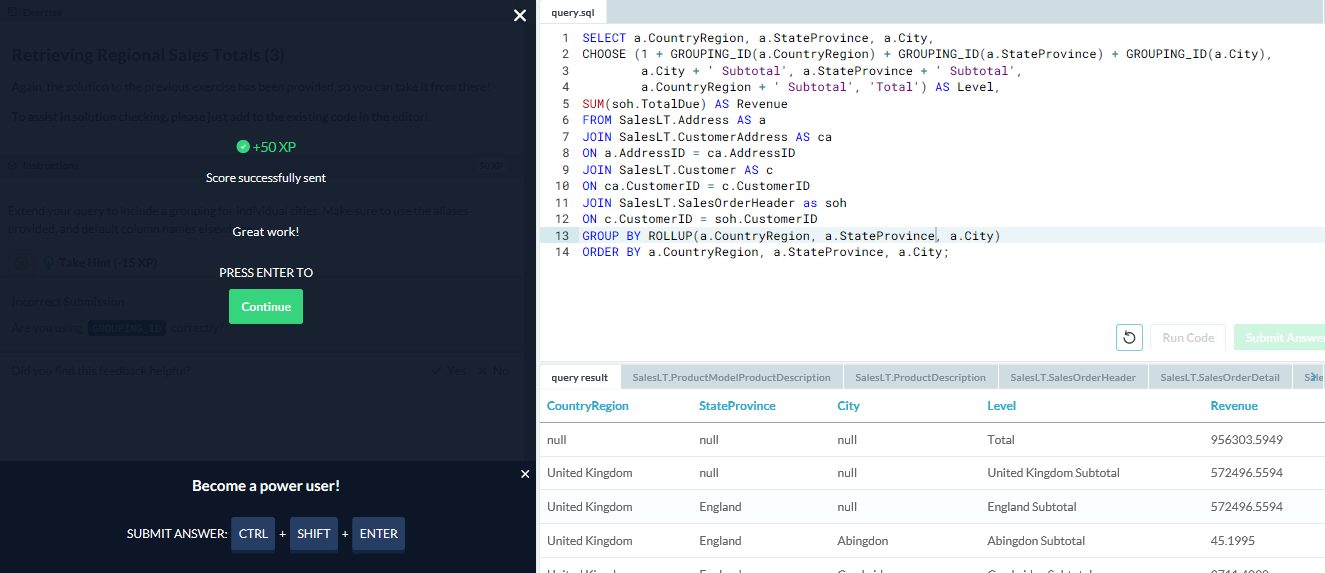 Exercise
Retrieving Regional Sales Totals (3)
Again, the solution to the previous exercise has been provided, so you can take it from there!
To assist in solution checking, please just add to the existing code in the editor!
+50 XP
Instructions
50 XP
Score successfully sent
Extend your query to include a grouping for individual cities. Make sure to use the aliases
provided, and default column names
Great work!
Take Hint (-15 XP)
PRESS ENTER TO
Continue
Incorrect Submission
Are you using GROUPING_ID correctly?
Did you find this feedback helpful?
Yes
No
Become a power user!
SUBMIT ANSWER: CTRL + SHIFT + ENTER
query.sql
1 SELECT a.CountryRegion, a.StateProvince, a.City,
2 CHOOSE (1 + GROUPING_ID(a.CountryRegion) + GROUPING_ID(a.StateProvince) + GROUPING_ID(a.City),
3 a.City + ' Subtotal', a.StateProvince + ' Subtotal',
4 a.CountryRegion + ' Subtotal', 'Total') AS Level,
5 SUM(soh.TotalDue) AS Revenue
6 FROM SalesLT.Address AS a
7 JOIN SalesLT.CustomerAddress AS ca
8 ON a.AddressID = ca.AddressID
9 JOIN SalesLT.Customer AS c
10 ON ca.CustomerID = c.CustomerID
11 JOIN SalesLT.SalesOrderHeader as soh
12 ON c.CustomerID = soh.CustomerID
13 GROUP BY ROLLUP(a.CountryRegion, a.StateProvince, a.City)
14 ORDER BY a.CountryRegion, a.StateProvince, a.City;
Run Code
Submit Answer
query result
SalesLT.ProductModelProductDescription
SalesLT.ProductDescription
SalesLT.SalesOrderHeader
SalesLT.SalesOrderDetail
CountryRegion StateProvince City Level Revenue
null null null Total 956303.5949
United Kingdom null null United Kingdom Subtotal 572496.5594
United Kingdom England null England Subtotal 572496.5594
United Kingdom England Abingdon Abingdon Subtotal 45.1995